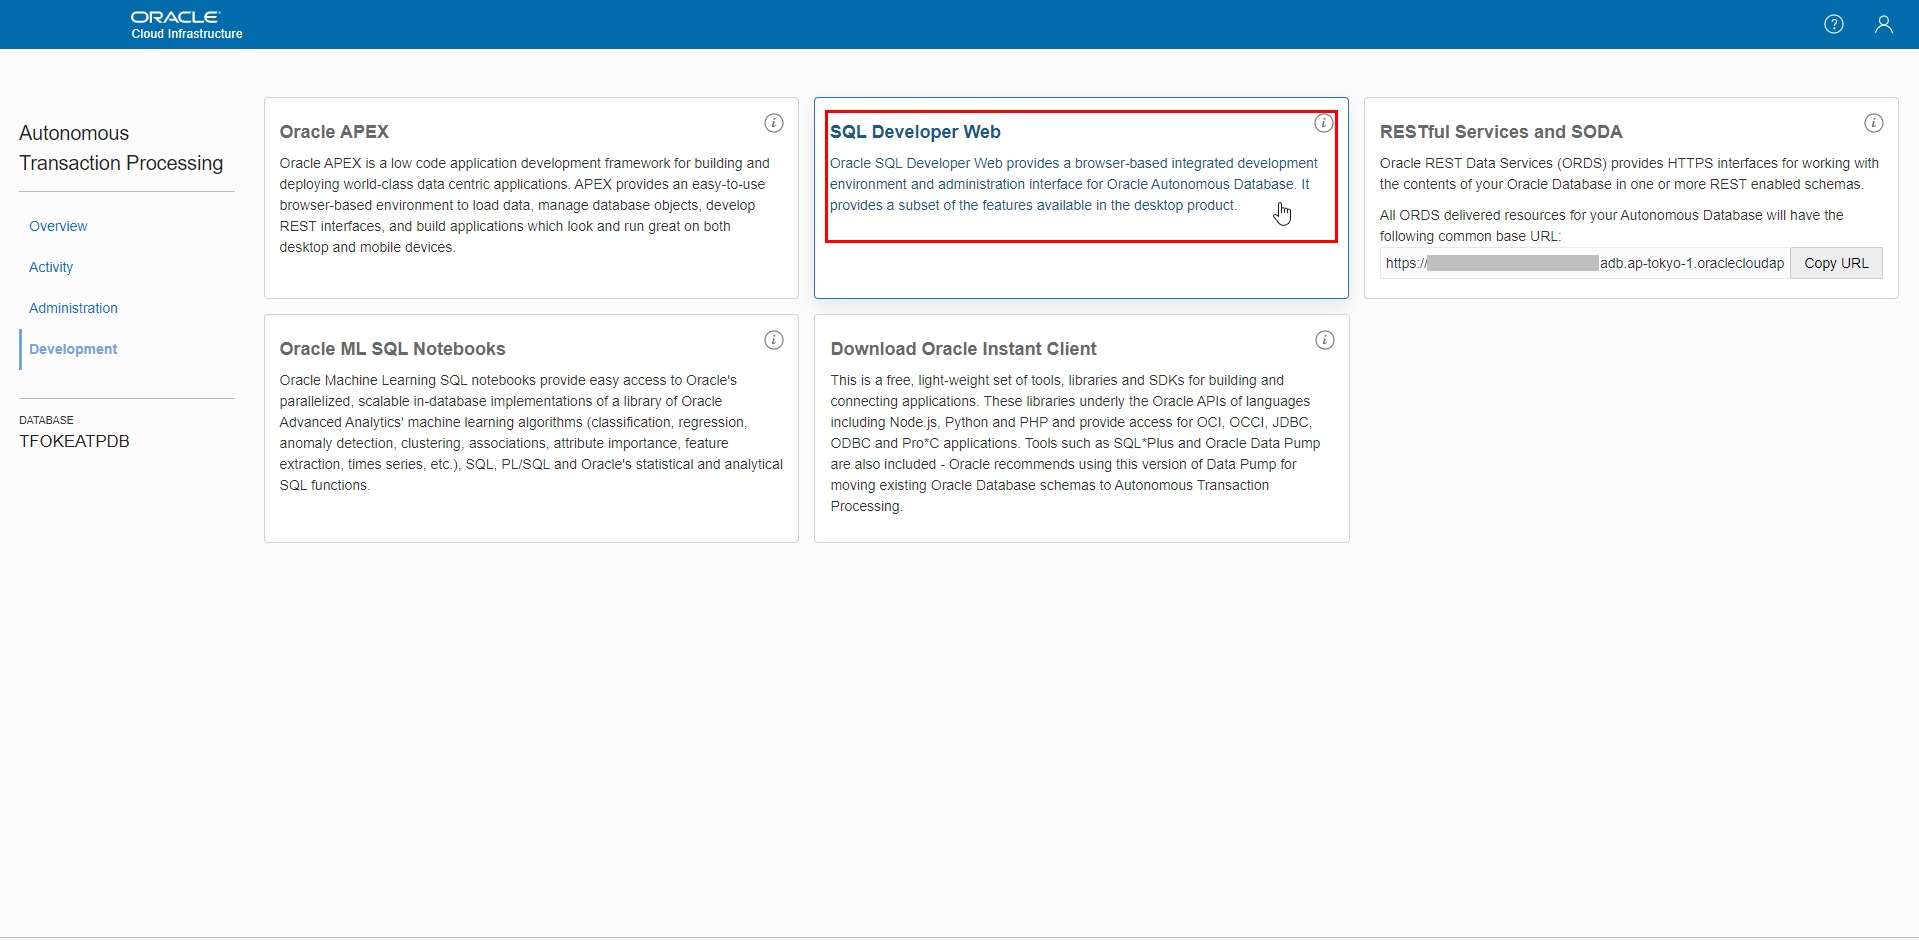 ORACLE
Cloud Infrastructure
Autonomous
Transaction Processing
Overview
Activity
Administration
Development
DATABASE
TFOKEATPDB
Oracle APEX
Oracle APEX is a low code application development framework for building and
deploying world-class data centric applications. APEX provides an easy-to-use
browser-based environment to load data, manage database objects, develop
REST interfaces, and build applications which look and run great on both
desktop and mobile devices.
SQL Developer Web
Oracle SQL Developer Web provides a browser-based integrated development
environment and administration interface for Oracle Autonomous Database. It
provides a subset of the features available in the desktop product.
RESTful Services and SODA
Oracle REST Data Services (ORDS) provides HTTPS interfaces for working with
the contents of your Oracle Database in one or more REST enabled schemas.
All ORDS delivered resources for your Autonomous Database will have the
following common base URL:
https:// adb.ap-tokyo-1.oraclecloudap
Copy URL
Oracle ML SQL Notebooks
Oracle Machine Learning SQL notebooks provide easy access to Oracle's
parallelized, scalable in-database implementations of a library of Oracle
Advanced Analytics' machine learning algorithms (classification, regression,
anomaly detection, clustering, associations, attribute importance, feature
extraction, times series, etc.), SQL, PL/SQL and Oracle's statistical and analytical
SQL functions.
Download Oracle Instant Client
This is a free, light-weight set of tools, libraries and SDKs for building and
connecting applications. These libraries underly the Oracle APIs of languages
including Node.js, Python and PHP and provide access for OCI, OCCI, JDBC,
ODBC and Pro*C applications. Tools such as SQL*Plus and Oracle Data Pump
are also included - Oracle recommends using this version of Data Pump for
moving existing Oracle Database schemas to Autonomous Transaction
Processing.